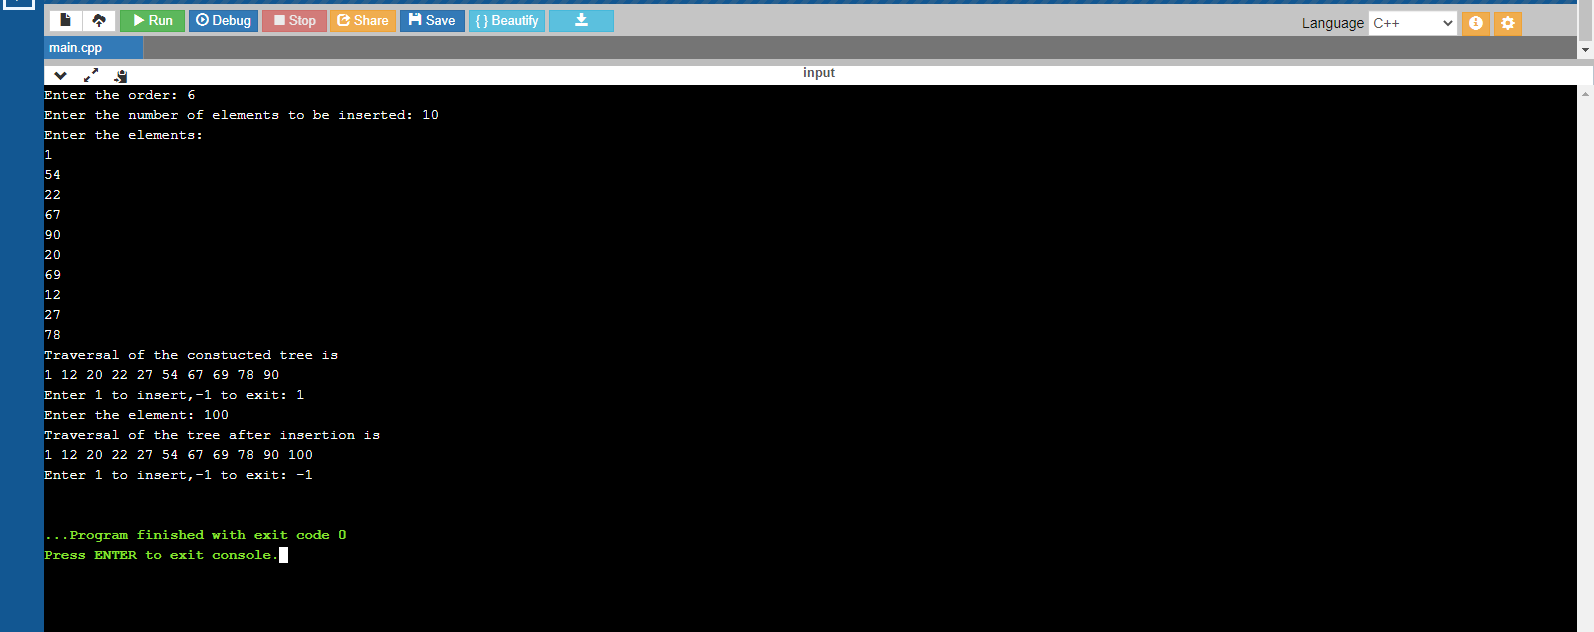 Run Debug Stop Share Save { } Beautify Language C++
main.cpp
input
Enter the order: 6
Enter the number of elements to be inserted: 10
Enter the elements:
1
54
22
67
90
20
69
12
27
78
Traversal of the constucted tree is
1 12 20 22 27 54 67 69 78 90
Enter 1 to insert,-1 to exit: 1
Enter the element: 100
Traversal of the tree after insertion is
1 12 20 22 27 54 67 69 78 90 100
Enter 1 to insert,-1 to exit: -1
...Program finished with exit code 0
Press ENTER to exit console.